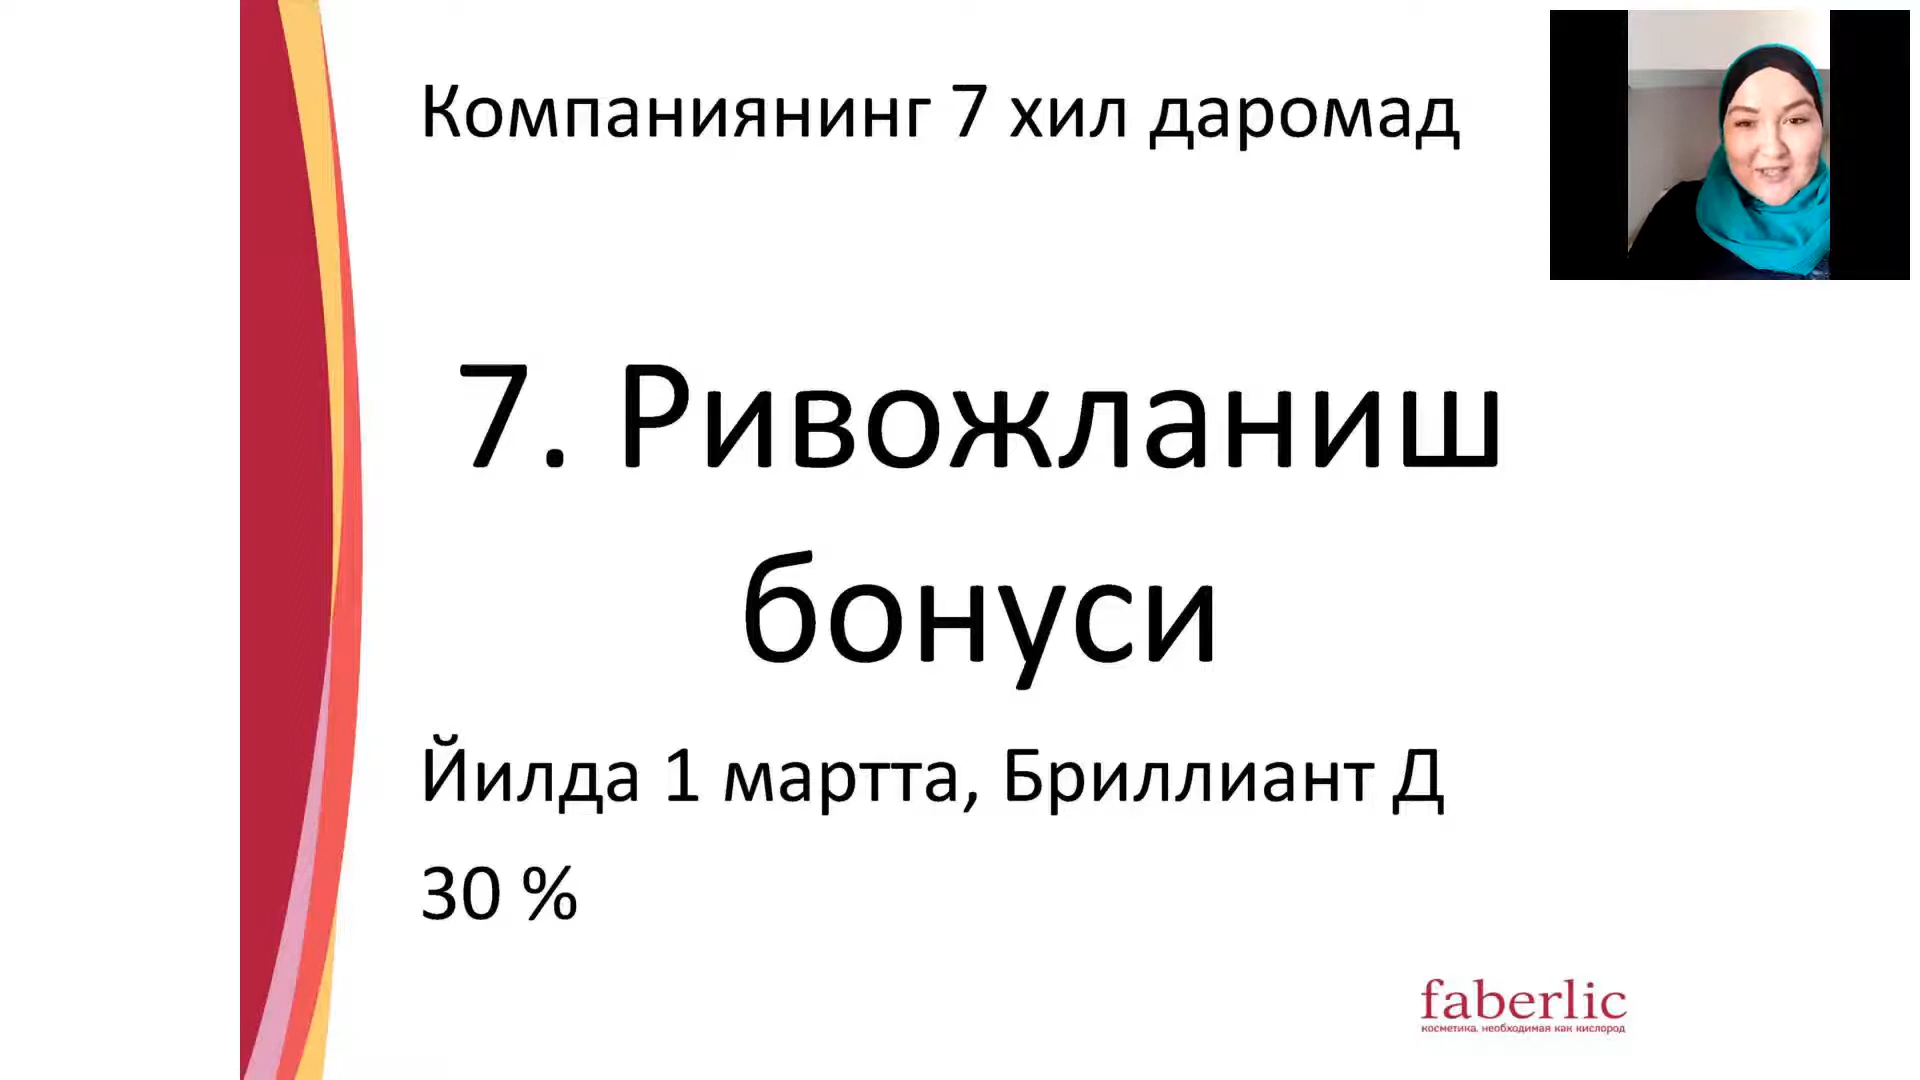 Компаниянинг 7 хил даромад
7. Ривожланиш
бонуси
Йилда 1 мартта, Бриллиант Д
30 %
faberlic
косметика, необходимая как кислород